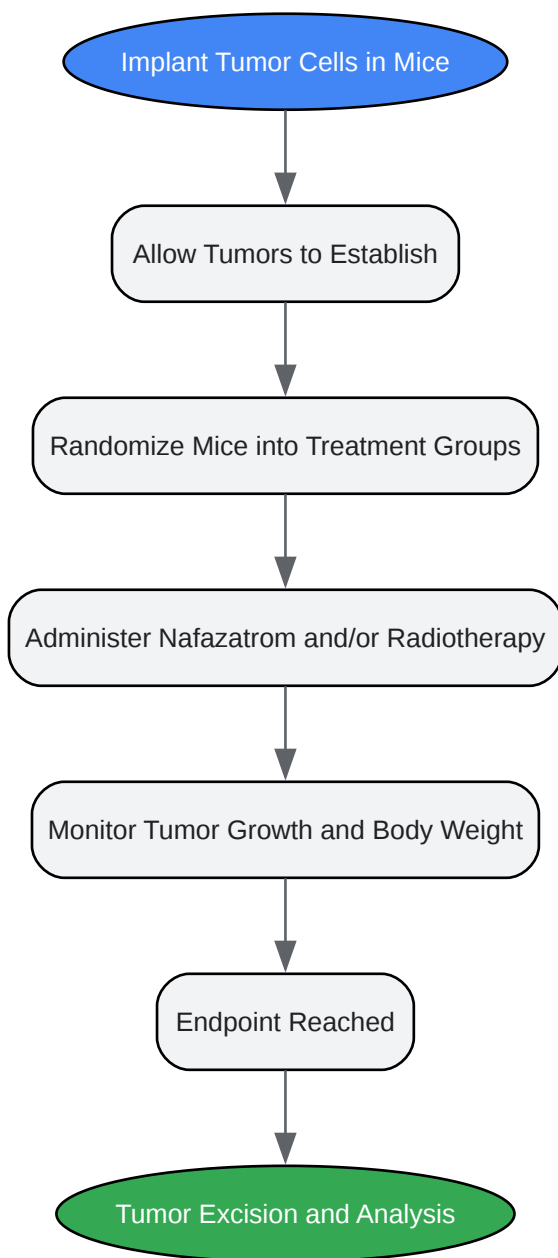 Implant Tumor Cells in Mice
Allow Tumors to Establish
Randomize Mice into Treatment Groups
Administer Nafazatrom and/or Radiotherapy
Monitor Tumor Growth and Body Weight
Endpoint Reached
Tumor Excision and Analysis